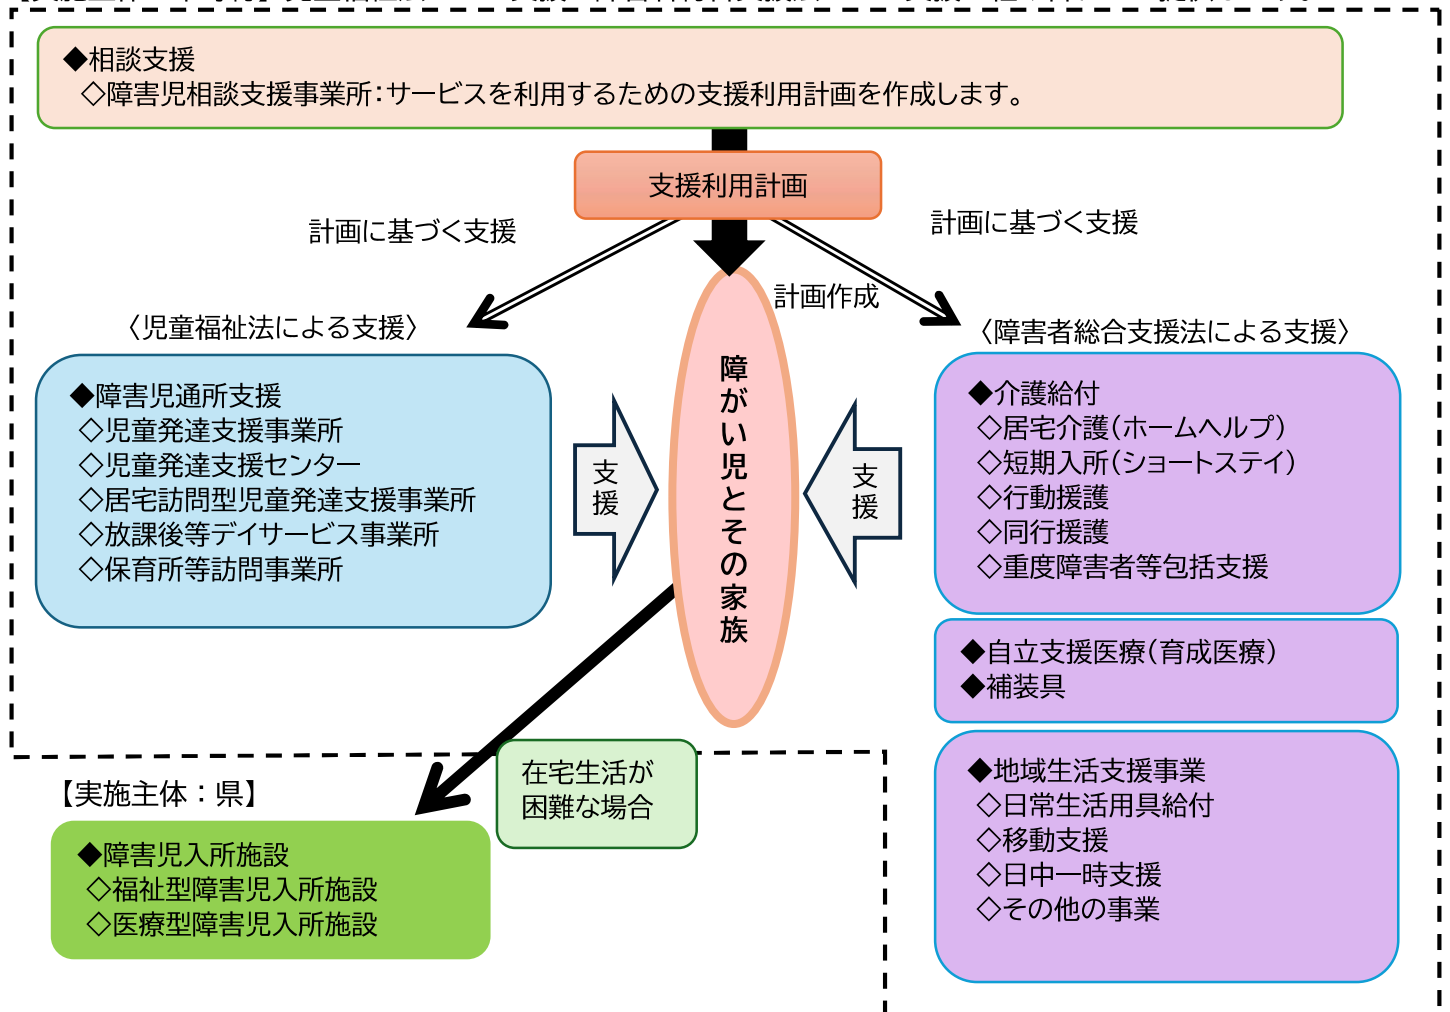 ◆相談支援
◇障害児相談支援事業所：サービスを利用するための支援利用計画を作成します。
支援利用計画
計画に基づく支援
計画に基づく支援
計画作成
〈児童福祉法による支援〉
〈障害者総合支援法による支援〉
◆障害児通所支援
◇児童発達支援事業所
◇児童発達支援センター
◇居宅訪問型児童発達支援事業所
◇放課後等デイサービス事業所
◇保育所等訪問事業所
支援
障がい児とその家族
支援
◆介護給付
◇居宅介護（ホームヘルプ）
◇短期入所（ショートステイ）
◇行動援護
◇同行援護
◇重度障害者等包括支援
◆自立支援医療（育成医療）
◆補装具
◆地域生活支援事業
◇日常生活用具給付
◇移動支援
◇日中一時支援
◇その他の事業
在宅生活が
困難な場合
【実施主体：県】
◆障害児入所施設
◇福祉型障害児入所施設
◇医療型障害児入所施設